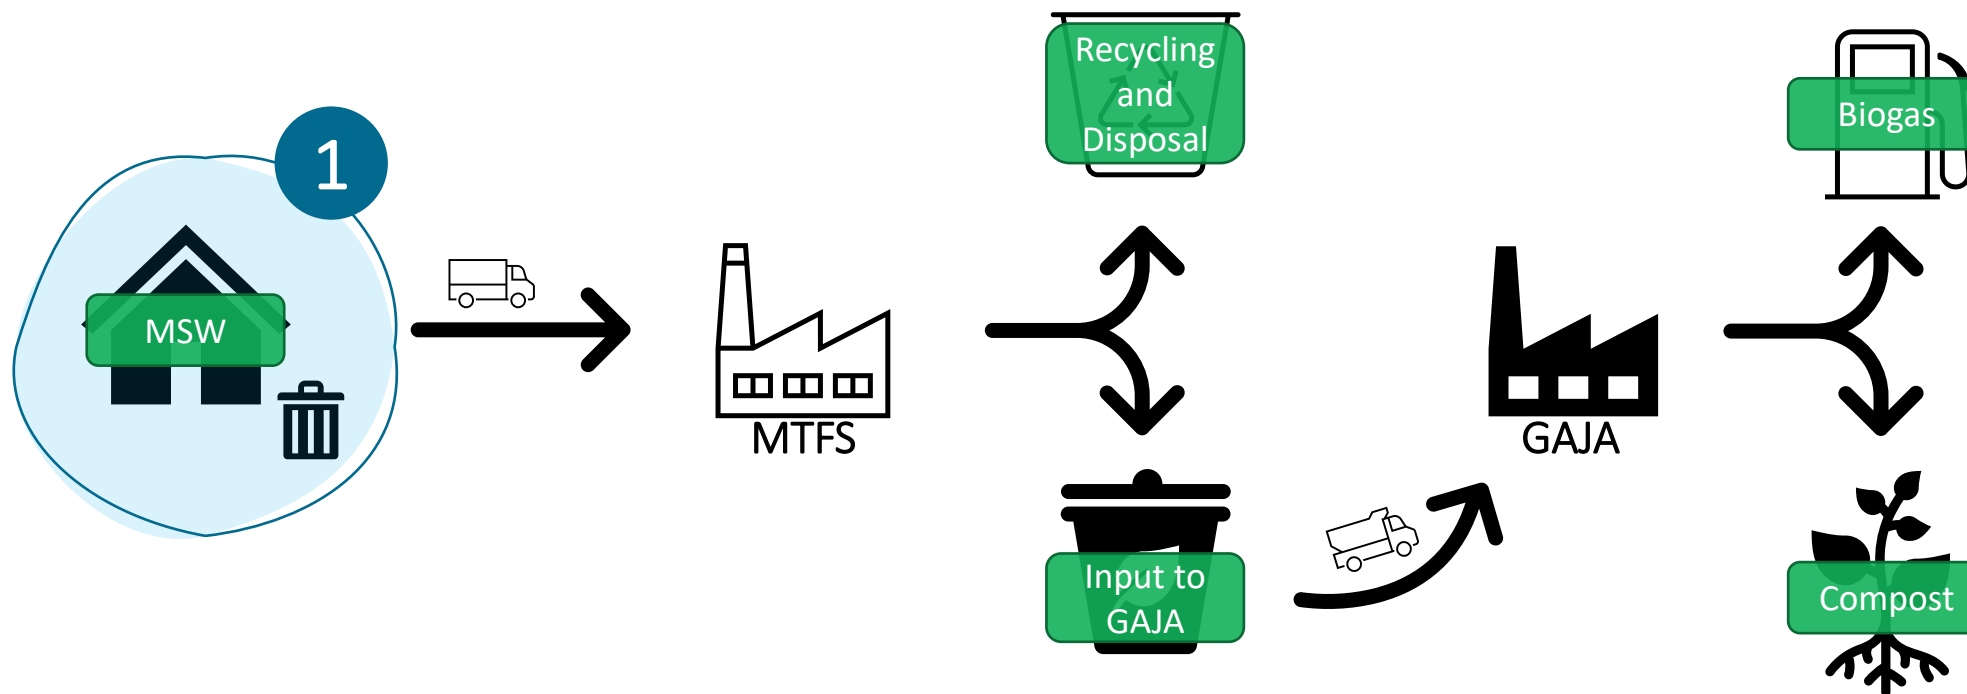 1
MSW
MTFS
Recycling
and
Disposal
Input to
GAJA
GAJA
Biogas
Compost